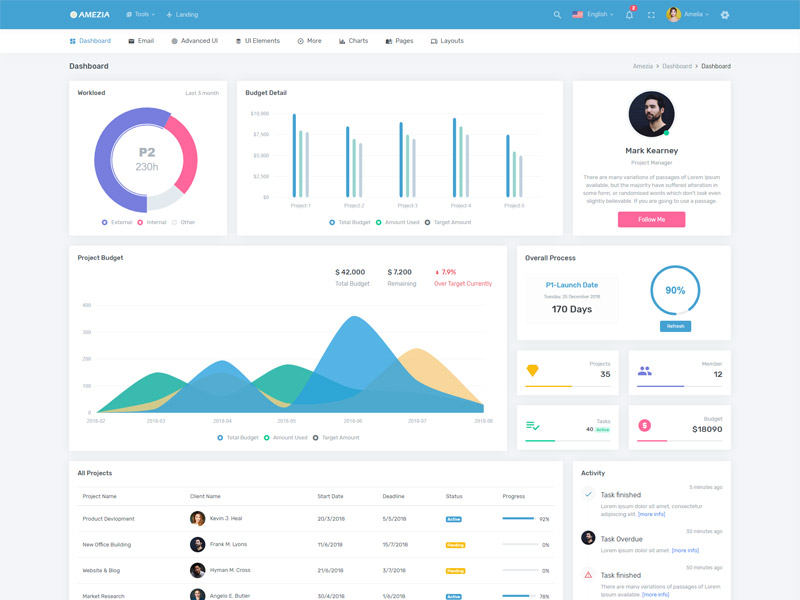 AMEZIA
Tools
Landing
English
2
Amelia
Dashboard
Email
Advanced UI
UI Elements
More
Charts
Pages
Layouts
Dashboard
Amezia > Dashboard > Dashboard
Workloed
Last 3 month
P2
230h
External
Internal
Other
Budget Detail
$10,000
$7,500
$5,000
$2,500
$0
Project-1
Project-2
Project-3
Project-4
Project-5
Total Budget
Amount Used
Target Amount
Mark Kearney
Project Manager
There are many variations of passages of Lorem Ipsum
available, but the majority have suffered alteration in
some form, or randomised words which don't look even
slightly believable. If you are going to use a passage.
Follow Me
Project Budget
$ 42,000
Total Budget
$ 7,200
Remaining
7.9%
Over Target Currently
400
300
200
100
0
2018-02
2018-03
2018-04
2018-05
2018-06
2018-07
2018-08
Total Budget
Amount Used
Target Amount
Overall Process
P1-Launch Date
Tuesday, 25 December 2018
170 Days
90%
Refresh
Projects
35
Member
12
Tasks
40 Active
Budget
$18090
All Projects
Project Name
Client Name
Start Date
Deadline
Status
Progress
Product Devlopment
Kevin J. Heal
20/3/2018
5/5/2018
Active
92%
New Office Building
Frank M. Lyons
11/6/2018
15/7/2018
Pending
0%
Website & Blog
Hyman M. Cross
21/6/2018
3/7/2018
Pending
0%
Market Research
Angelo E. Butler
30/4/2018
1/6/2018
Active
78%
Activity
5 minutes ago
Task finished
Lorem ipsum dolor sit amet, consectetur
adipiscing elit. [more info]
30 minutes ago
Task Overdue
Lorem ipsum dolor sit amet. [more info]
50 minutes ago
Task finished
There are many variations of passages of
Lorem Ipsum available. [more info]